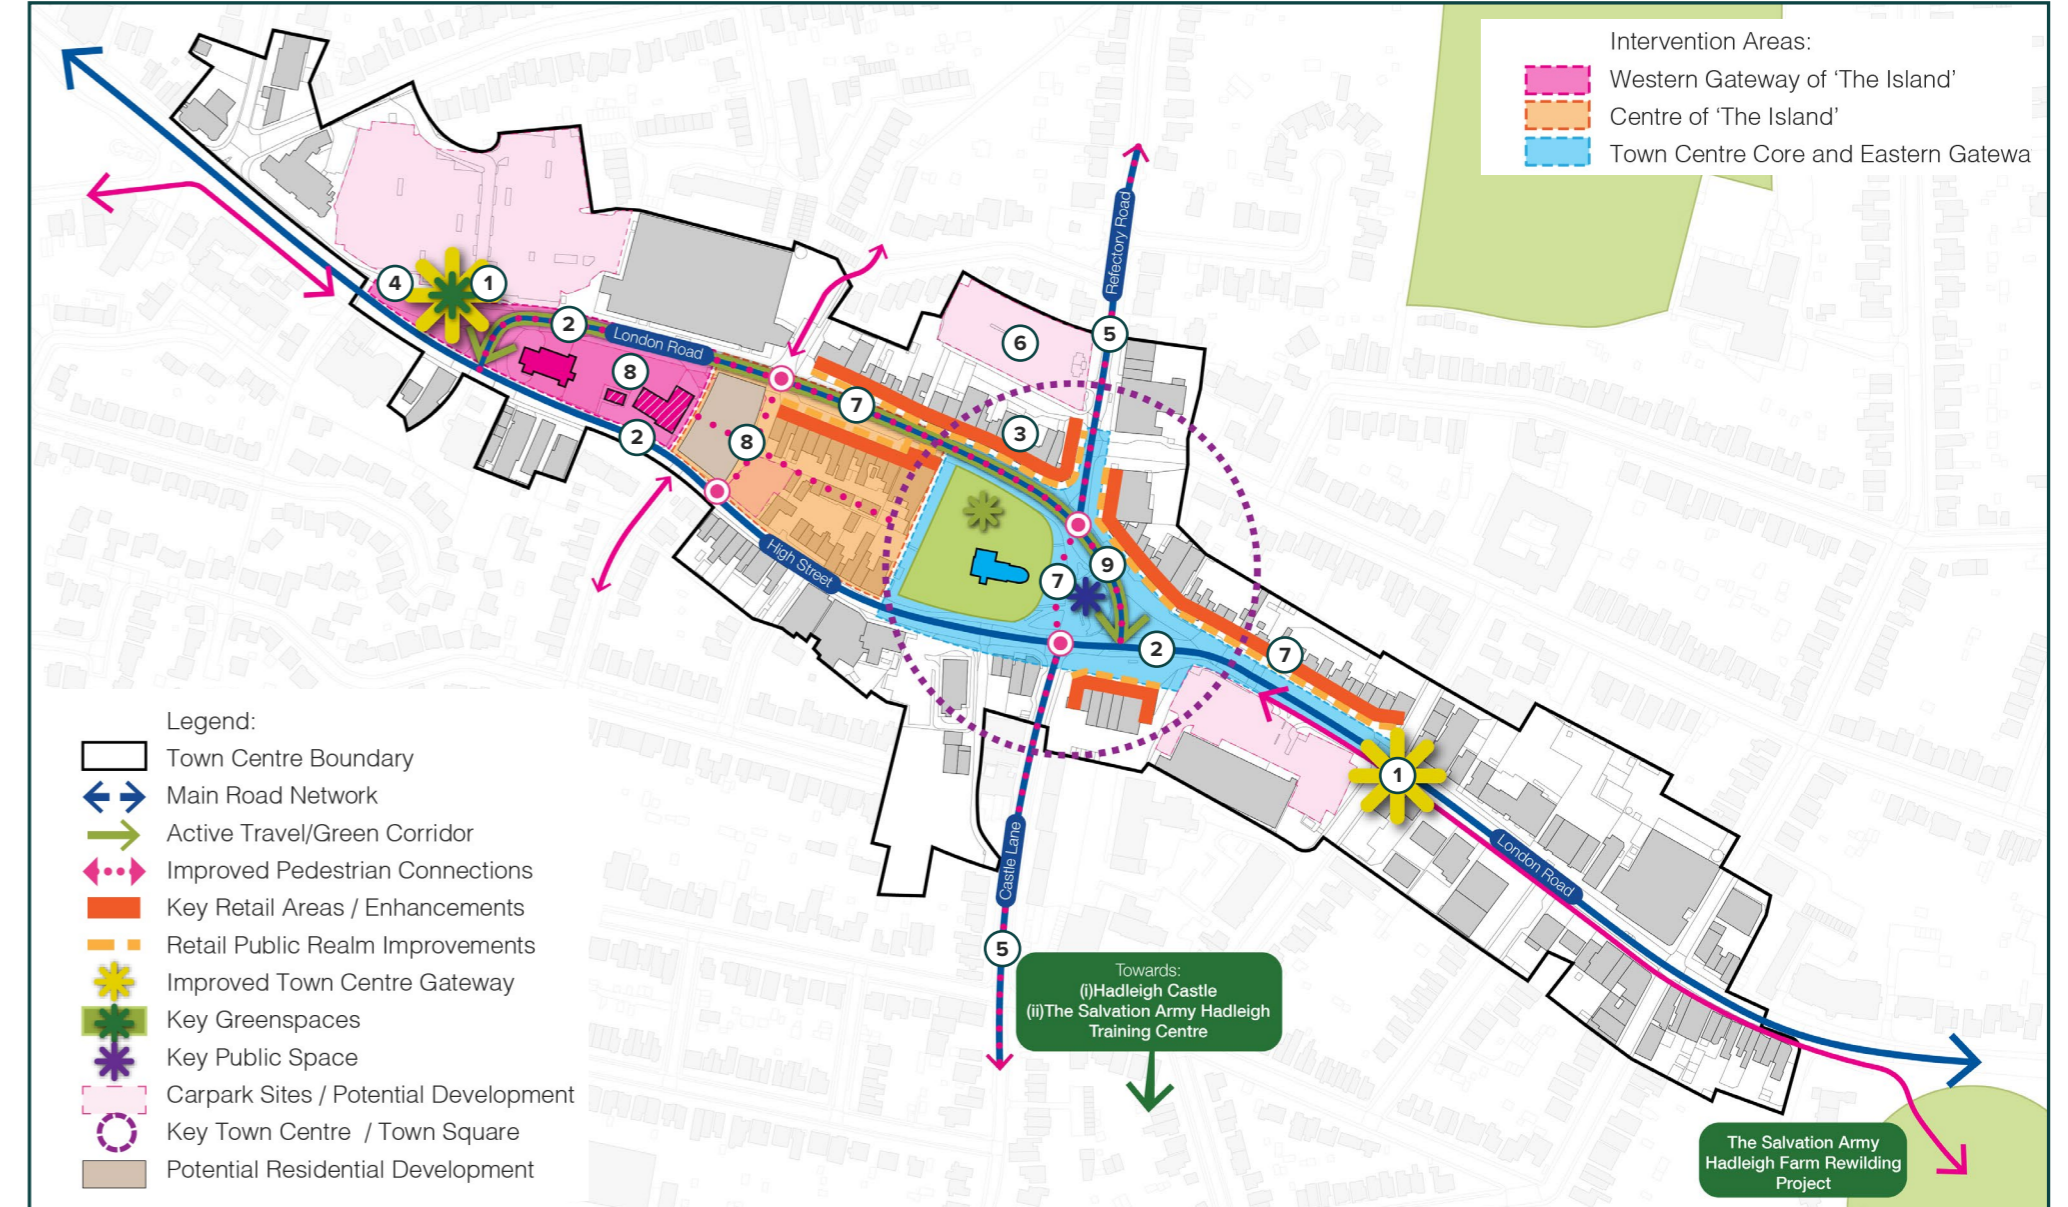 Intervention Areas:
Western Gateway of ‘The Island’
Centre of ‘The Island’
Town Centre Core and Eastern Gatewa
Refectory Road
4
1
2
London Road
5
6
8
7
3
2
8
High Street
9
7
2
7
1
Castle Lane
London Road
5
Towards:
(i)Hadleigh Castle
(ii)The Salvation Army Hadleigh
Training Centre
The Salvation Army
Hadleigh Farm Rewilding
Project
Legend:
Town Centre Boundary
Main Road Network
Active Travel/Green Corridor
Improved Pedestrian Connections
Key Retail Areas / Enhancements
Retail Public Realm Improvements
Improved Town Centre Gateway
Key Greenspaces
Key Public Space
Carpark Sites / Potential Development
Key Town Centre / Town Square
Potential Residential Development